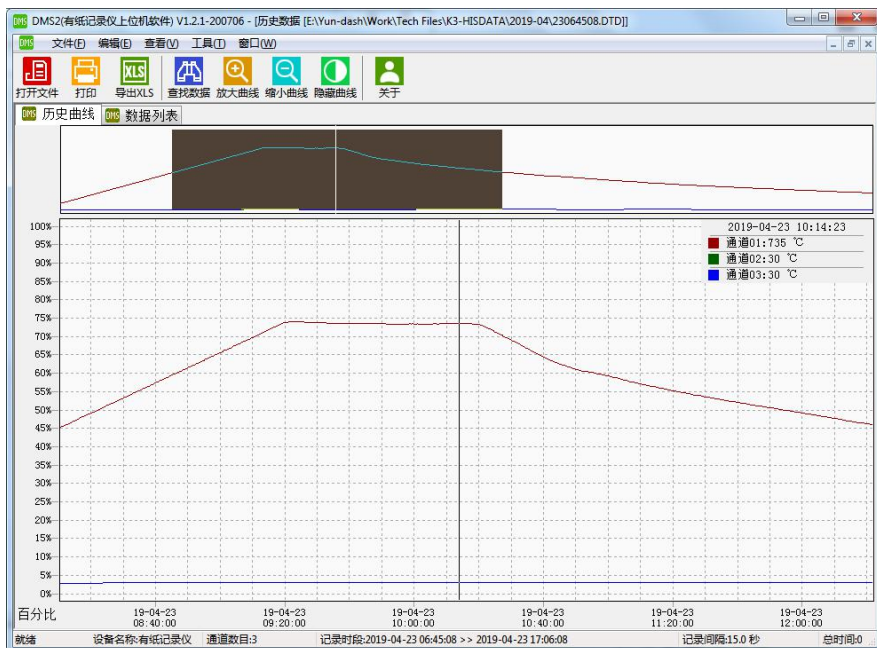 DMS2(有纸记录仪上位机软件) V1.2.1-200706 - [历史数据 [E:\Yun-dash\Work\Tech Files\K3-HISDATA\2019-04\23064508.DTD]]
DMS 文件(F) 编辑(E) 查看(V) 工具(T) 窗口(W)
XLS
打开文件 打印 导出XLS 查找数据 放大曲线 缩小曲线 隐藏曲线 关于
DMS 历史曲线 DMS 数据列表
2019-04-23 10:14:23
通道01:735 ℃
通道02:30 ℃
通道03:30 ℃
100%
95%
90%
85%
80%
75%
70%
65%
60%
55%
50%
45%
40%
35%
30%
25%
20%
15%
10%
5%
0%
百分比
19-04-23 19-04-23 19-04-23 19-04-23 19-04-23 19-04-23
08:40:00 09:20:00 10:00:00 10:40:00 11:20:00 12:00:00
就绪 设备名称:有纸记录仪 通道数目:3 记录时段:2019-04-23 06:45:08 >> 2019-04-23 17:06:08 记录间隔:15.0 秒 总时间:0